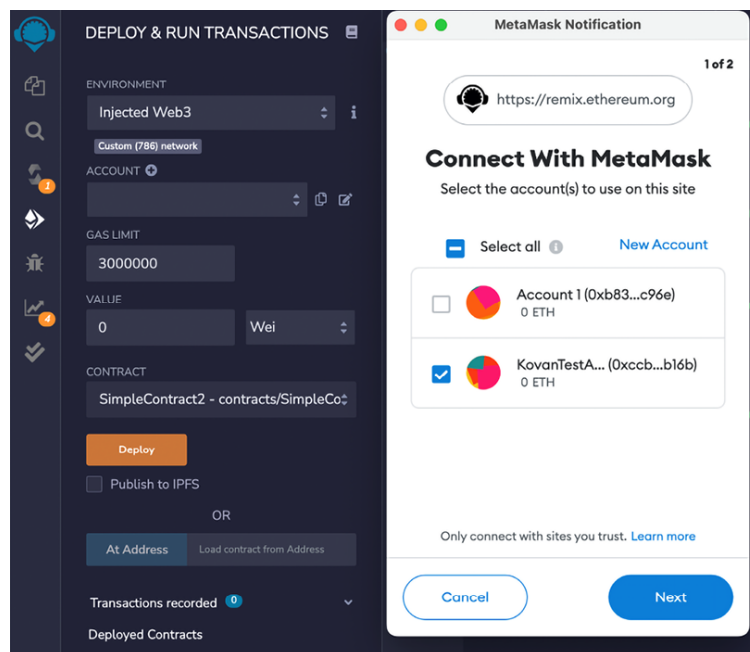 DEPLOY & RUN TRANSACTIONS
ENVIRONMENT
Injected Web3
Custom (786) network
ACCOUNT
GAS LIMIT
3000000
VALUE
0
Wei
CONTRACT
SimpleContract2 - contracts/SimpleCo
Deploy
Publish to IPFS
OR
At Address
Load contract from Address
Transactions recorded 0
Deployed Contracts
1
4
MetaMask Notification
1 of 2
https://remix.ethereum.org
Connect With MetaMask
Select the account(s) to use on this site
Select all
New Account
Account 1 (0xb83...c96e)
0 ETH
KovanTestA... (0xccb...b16b)
0 ETH
Only connect with sites you trust. Learn more
Cancel
Next